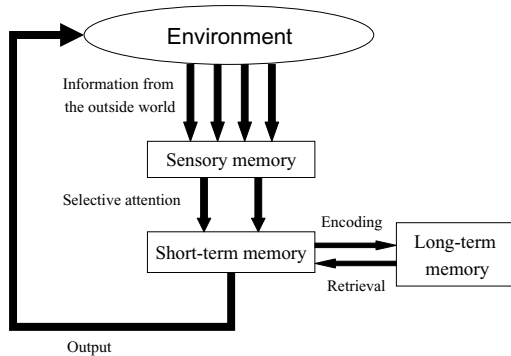 Environment
Information from
the outside world
Sensory memory
Selective attention
Encoding
Short-term memory
Long-term
memory
Retrieval
Output